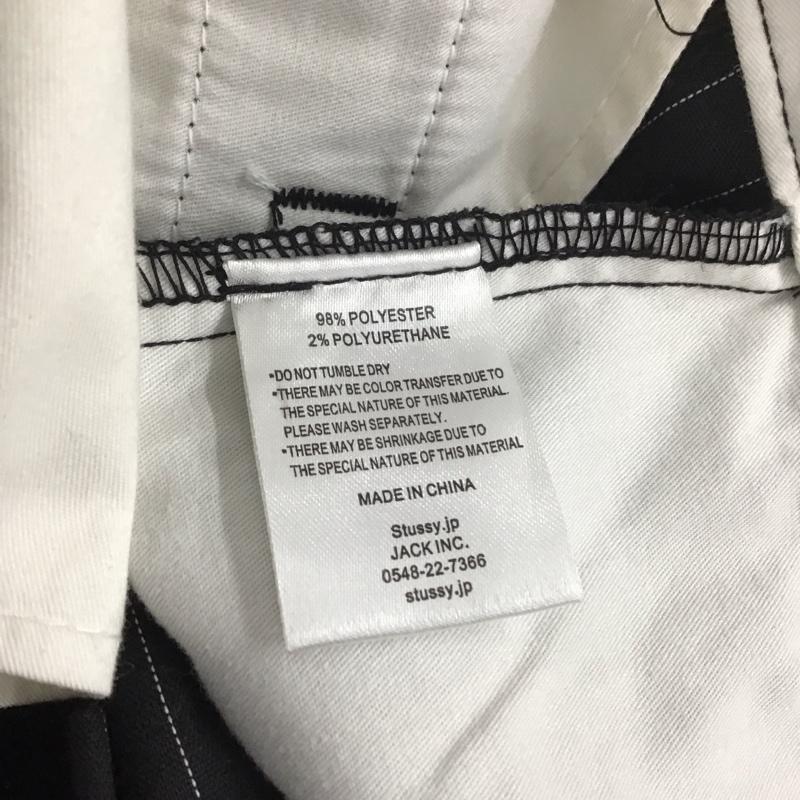 98% POLYESTER
2% POLYURETHANE
•DO NOT TUMBLE DRY
•THERE MAY BE COLOR TRANSFER DUE TO
THE SPECIAL NATURE OF THIS MATERIAL.
PLEASE WASH SEPARATELY.
•THERE MAY BE SHRINKAGE DUE TO
THE SPECIAL NATURE OF THIS MATERIAL
MADE IN CHINA
Stussy.jp
JACK INC.
0548-22-7366
stussy.jp